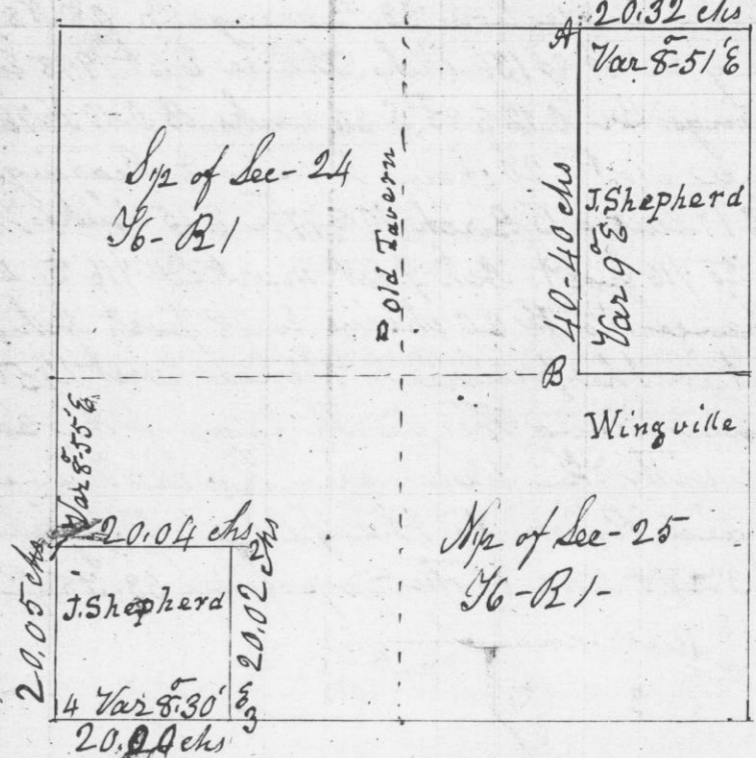 20.32 chs
A
Var 8°-51' E
S 1/2 of Sec-24
T6-R1
Old Tavern
40-40 chs
J. Shepherd
Var 9° E
B
Wingville
Var 8°55' E
20.04 chs
2
N 1/2 of Sec-25
T6-R1-
20.05 chs
J. Shepherd
20.02 chs
4 Var 8°30' E
3
chs